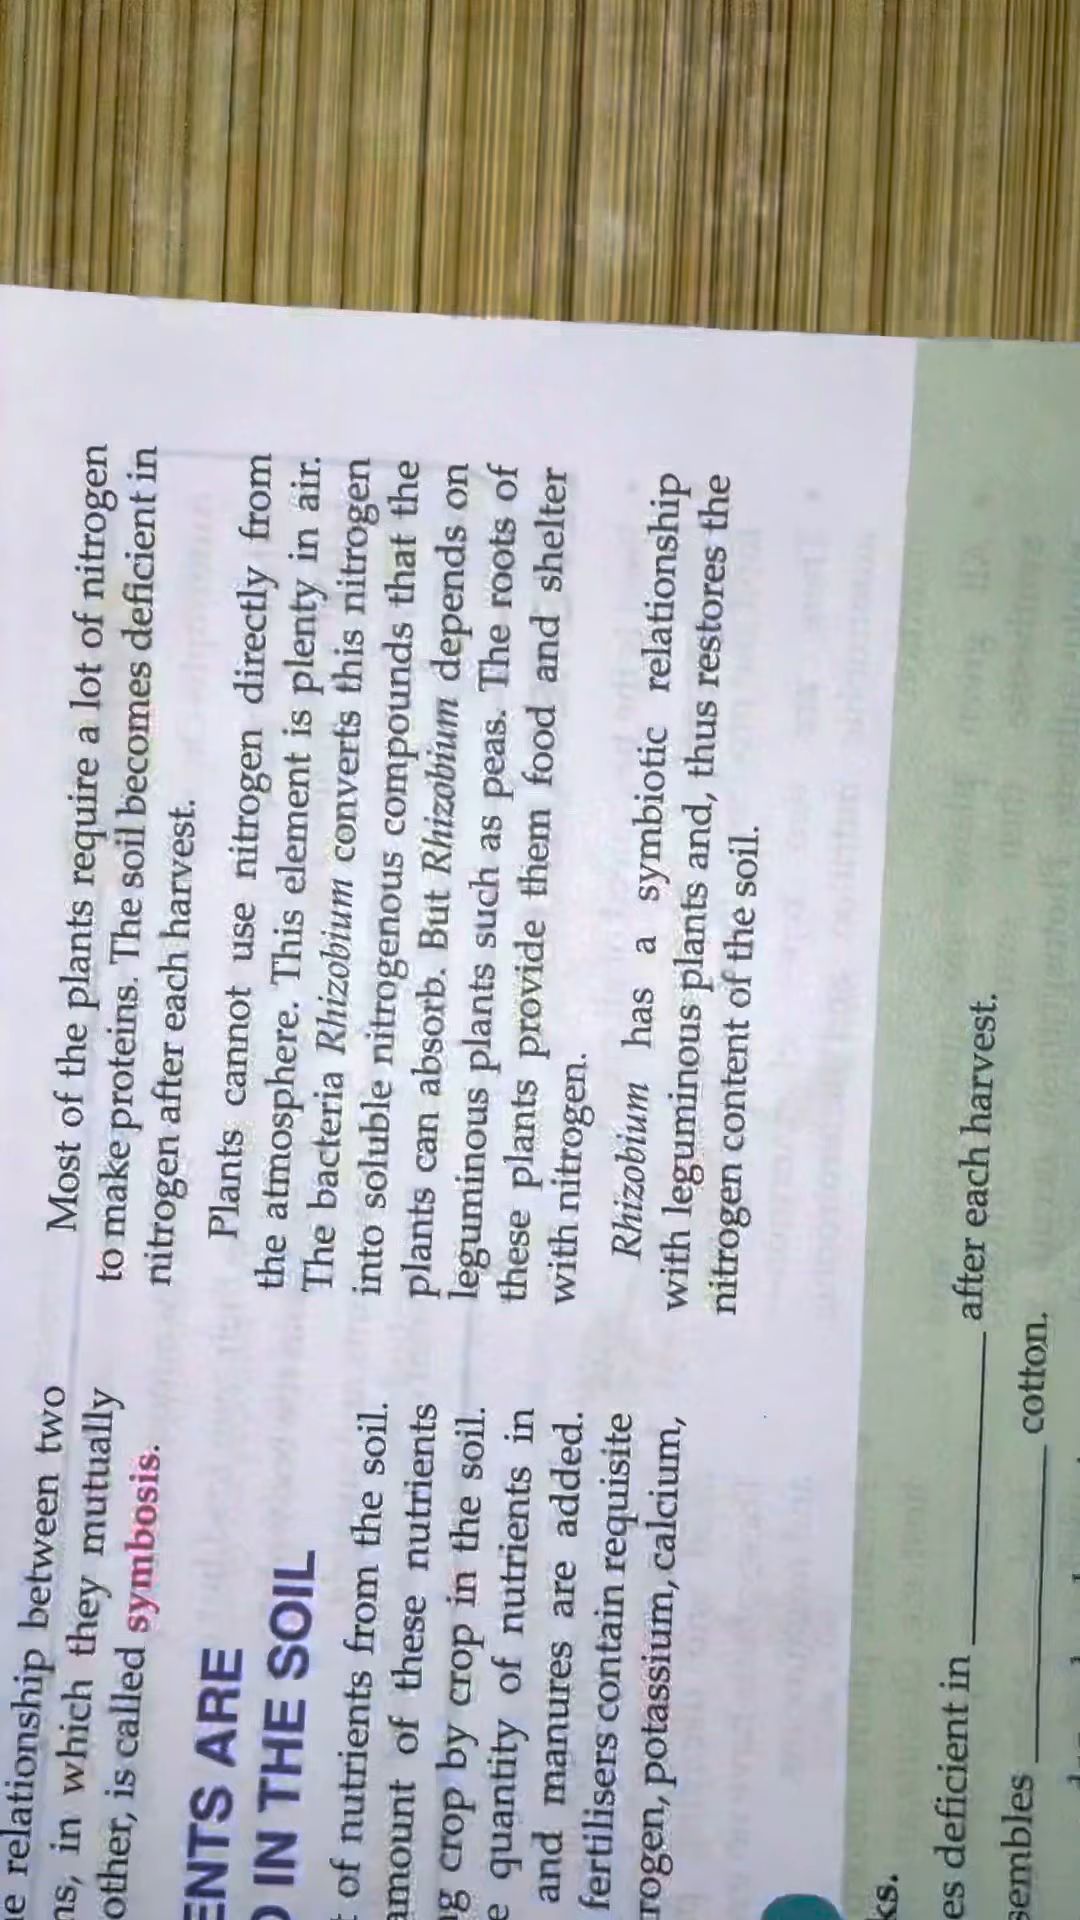 relationship between two
in which they mutually
other, is called symbosis.
ENTS ARE
IN THE SOIL
of nutrients from the soil.
amount of these nutrients
crop by crop in the soil.
quantity of nutrients in
and manures are added.
fertilisers contain requisite
rogen, potassium, calcium,
Most of the plants require a lot of nitrogen
to make proteins. The soil becomes deficient in
nitrogen after each harvest.
Plants cannot use nitrogen directly from
the atmosphere. This element is plenty in air.
The bacteria Rhizobium converts this nitrogen
into soluble nitrogenous compounds that the
plants can absorb. But Rhizobium depends on
leguminous plants such as peas. The roots of
these plants provide them food and shelter
with nitrogen.
Rhizobium has a symbiotic relationship
with leguminous plants and, thus restores the
nitrogen content of the soil.
ks.
es deficient in ____ after each harvest.
sembles ____ cotton.